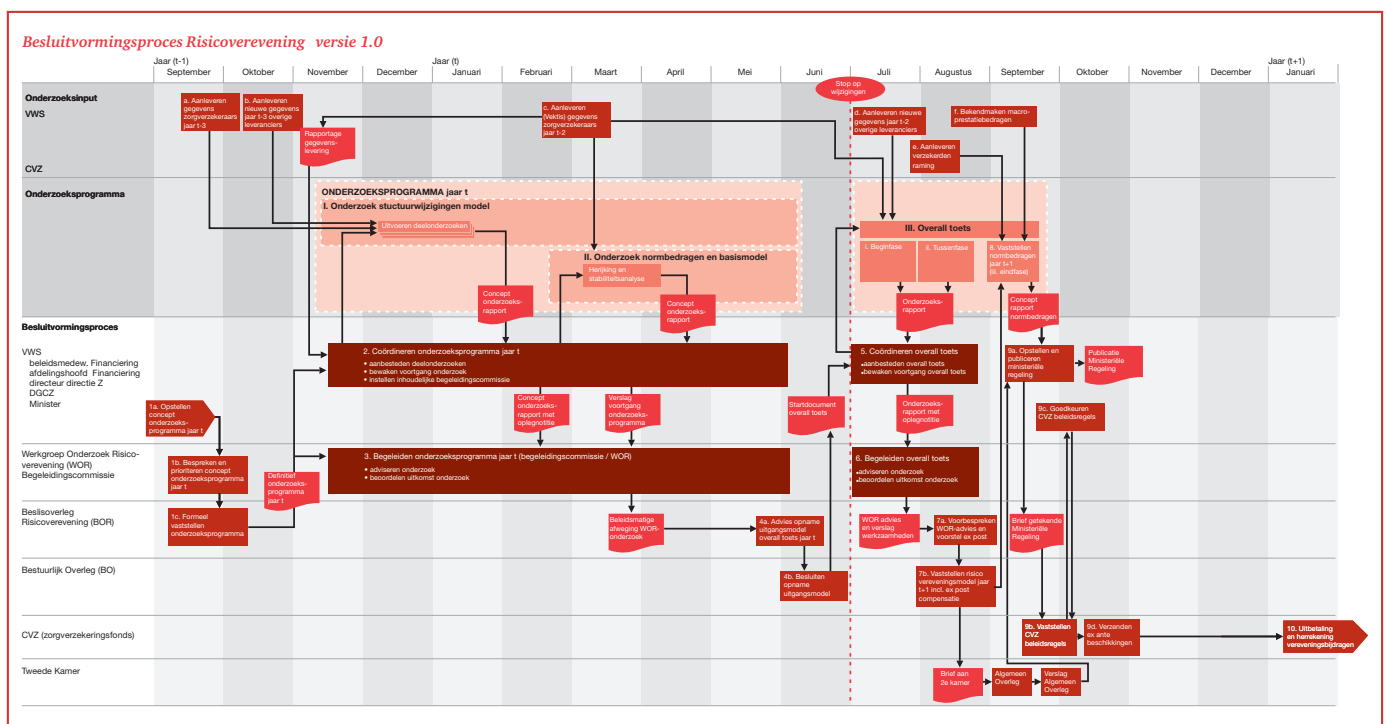 Besluitvormingsproces Risicoverevening versie 1.0
Jaar (t-1)
Jaar (t)
Jaar (t+1)
September
Oktober
November
December
Januari
Februari
Maart
April
Mei
Juni
Juli
Augustus
September
Oktober
November
December
Januari
Stop op
wijzigingen
Onderzoeksinput
VWS
CVZ
a. Aanleveren
gegevens
zorgverzekeraars
jaar t-3
b. Aanleveren
nieuwe gegevens
jaar t-3 overige
leveranciers
Rapportage
gegevens-
levering
c. Aanleveren
(Vektis) gegevens
zorgverzekeraars
jaar t-2
d. Aanleveren nieuwe
gegevens jaar t-2
overige leveranciers
e. Aanleveren
verzekerden
raming
f. Bekendmaken macro-
prestatiebedragen
Onderzoeksprogramma
ONDERZOEKSPROGRAMMA jaar t
I. Onderzoek stuctuurwijzigingen model
Uitvoeren deelonderzoeken
II. Onderzoek normbedragen en basismodel
Herijking en
stabiliteitsanalyse
Concept
onderzoeks-
rapport
Concept
onderzoeks-
rapport
III. Overall toets
i. Beginfase
ii. Tussenfase
8. Vaststellen
normbedragen
jaar t+1
(iii. eindfase)
Onderzoeks-
rapport
Concept
rapport
normbedragen
Besluitvormingsproces
VWS
beleidsmedew. Financiering
afdelingshoofd Financiering
directeur directie Z
DGCZ
Minister
1a. Opstellen
concept
onderzoeks-
programma jaar t
2. Coördineren onderzoeksprogramma jaar t
• aanbesteden deelonderzoeken
• bewaken voortgang onderzoek
• instellen inhoudelijke begeleidingscommissie
Concept
onderzoeks-
rapport met
oplegnotitie
Verslag
voortgang
onderzoeks-
programma
Startdocument
overall toets
5. Coördineren overall toets
•aanbesteden overall toets
•bewaken voortgang overall toets
Onderzoeks-
rapport met
oplegnotitie
9a. Opstellen en
publiceren
ministeriële
regeling
Publicatie
Ministeriële
Regeling
9c. Goedkeuren
CVZ beleidsregels
Werkgroep Onderzoek Risico-
verevening (WOR)
Begeleidingscommissie
1b. Bespreken en
prioriteren concept
onderzoeksprogramma
jaar t
Definitief
onderzoeks-
programma
jaar t
3. Begeleiden onderzoeksprogramma jaar t (begeleidingscommissie / WOR)
• adviseren onderzoek
• beoordelen uitkomst onderzoek
6. Begeleiden overall toets
•adviseren onderzoek
•beoordelen uitkomst onderzoek
Beslisoverleg
Risicoverevening (BOR)
1c. Formeel
vaststellen
onderzoeksprogramma
Beleidsmatige
afweging WOR-
onderzoek
4a. Advies opname
uitgangsmodel
overall toets jaar t
WOR advies
en verslag
werkzaamheden
7a. Voorbespreken
WOR-advies en
voorstel ex post
Brief getekende
Ministeriële
Regeling
Bestuurlijk Overleg (BO)
4b. Besluiten
opname
uitgangsmodel
7b. Vaststellen risico
vereveningsmodel jaar
t+1 incl. ex post
compensatie
CVZ (zorgverzekeringsfonds)
9b. Vaststellen
CVZ
beleidsregels
9d. Verzenden
ex ante
beschikkingen
10. Uitbetaling
en herrekening
vereveningsbijdragen
Tweede Kamer
Brief aan
2e kamer
Algemeen
Overleg
Verslag
Algemeen
Overleg